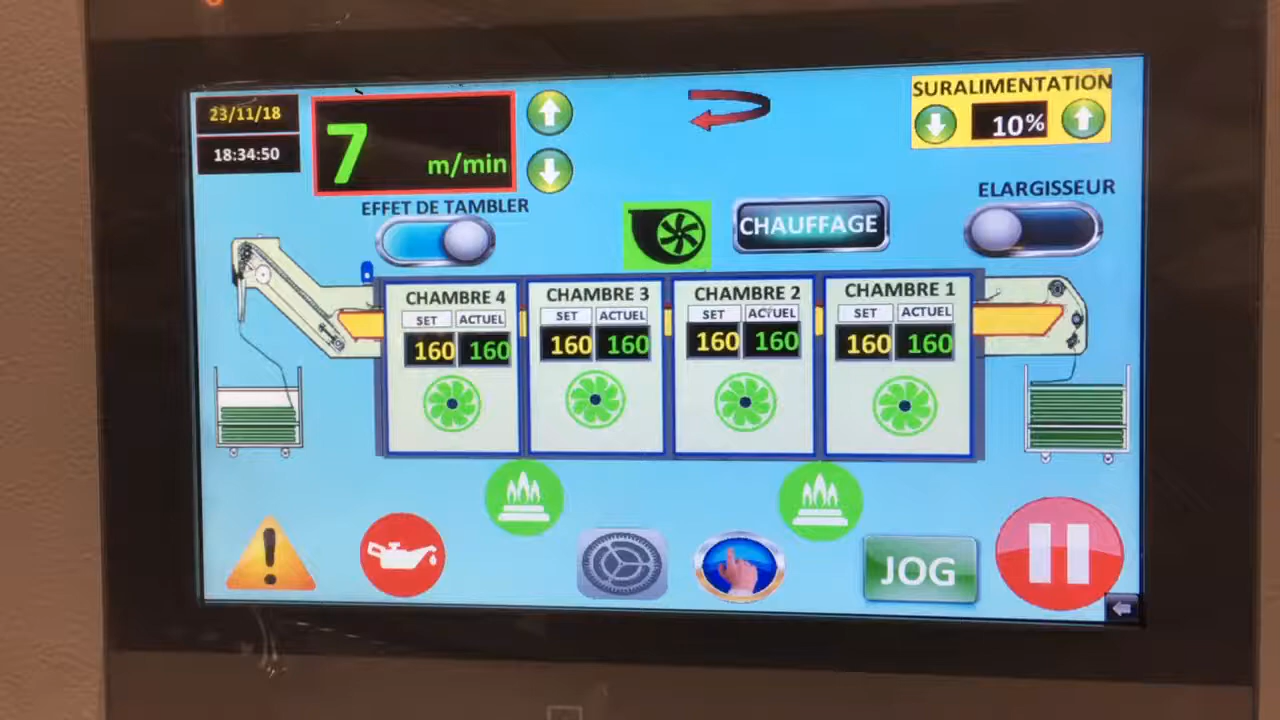 23/11/18
18:34:50
7 m/min
SURALIMENTATION
10%
EFFET DE TAMBLER
CHAUFFAGE
ELARGISSEUR
CHAMBRE 4
SET ACTUEL
160 160
CHAMBRE 3
SET ACTUEL
160 160
CHAMBRE 2
SET ACTUEL
160 160
CHAMBRE 1
SET ACTUEL
160 160
JOG